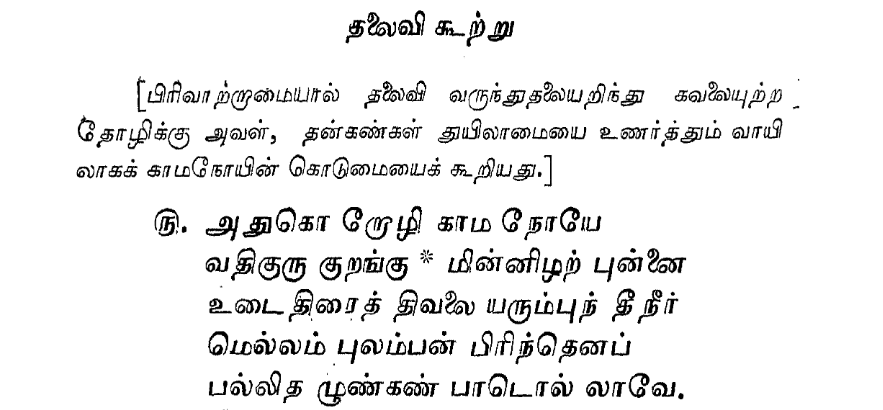 தலைவி கூற்று
[பிரிவாற்றாமையால் தலைவி வருந்துதலையறிந்து கவலையுற்ற
தோழிக்கு அவள், தன்கண்கள் துயிலாமையை உணர்த்தும் வாயி
லாகக் காமநோயின் கொடுமையைக் கூறியது.]
௫. அதுகொ றோழி காம நோயே
வதிகுரு குறங்கு * மின்னிழற் புன்னை
உடை திரைத் திவலை யரும்புந் தீ நீர்
மெல்லம் புலம்பன் பிரிந்தெனப்
பல்லித ழுண்கண் பாடொல் லாவே.